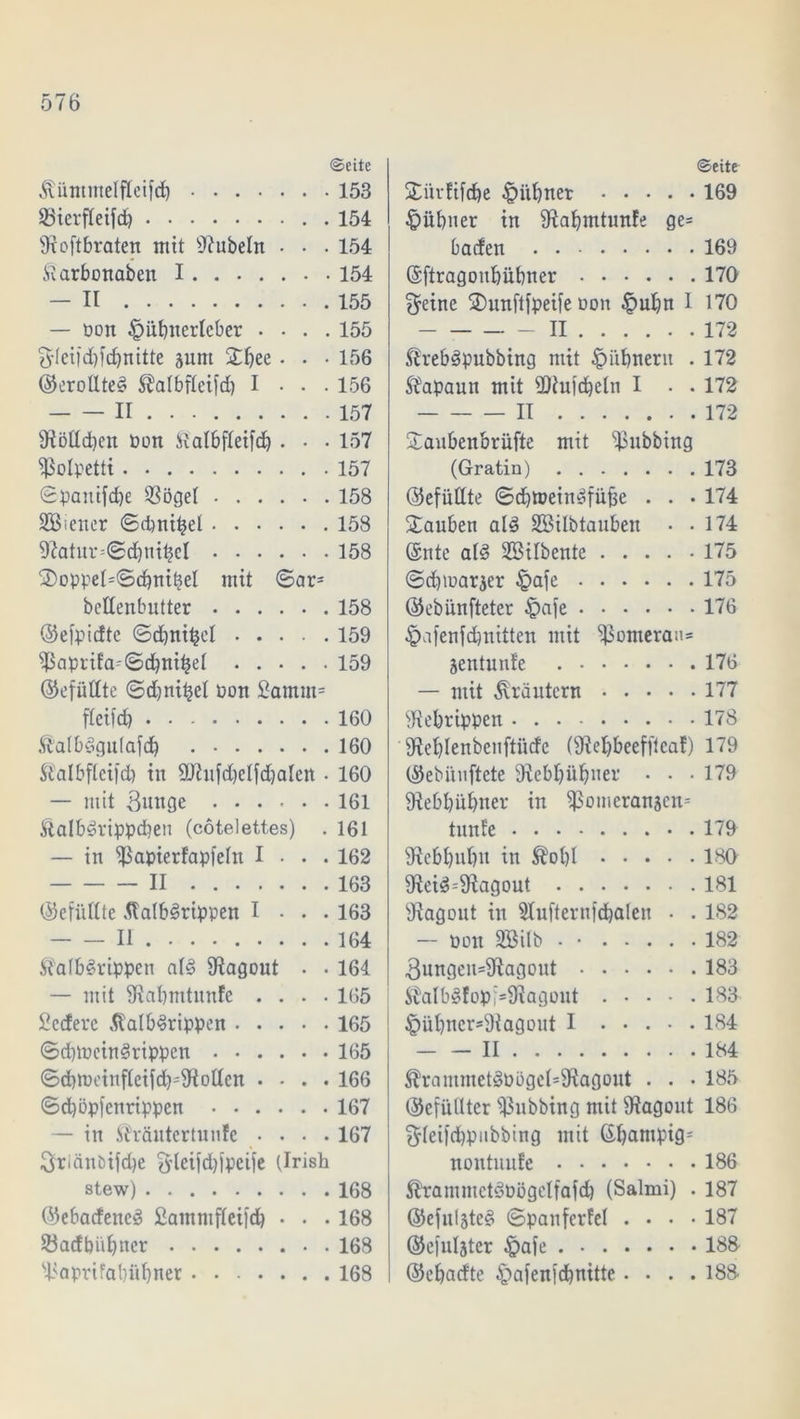 576
Seite
Kümmelfleisch . . . . . . . 153
Bierfleisch . . . . . . . . . 154
Rostbraten mit Nudeln . . . 154
Karbonaden I . . . . . . . 154
— II . . . . . . . . . . 155
— von Hühnerleber . . . . 155
Fleischschnitte zum Thee . . . 156
Gerolltes Kalbfleisch I . . . 156
— — II . . . . . . . . . 157
Röllchen von Kalbfleisch . . . 157
Polpetti . . . . . . . . . . 157
Spanische Vögel . . . . . . 158
Wiener Schnitzel . . . . . . 158
Natur-Schnitzel . . . . . . 158
Doppel-Schnitzel mit Sar-
dellenbutter . . . . . . 158
Gespickte Schnitzel . . . . . 159
Paprika-Schnitzel . . . . . 159
Gefüllte Schnitzel von Lamm-
fleisch . . . . . . . . . 160
Kalbsgulasch . . . . . . . 160
Kalbfleisch in Muschelschalen . 160
— mit Zunge . . . . . . 161
Kalbsrippchen (côtelettes) . 161
— in Papierkapseln I . . . 162
— — — II . . . . . . . 163
Gefüllte Kalbsrippen I . . . 163
— — II . . . . . . . . . 164
Kalbsrippen als Ragout . . 164
— mit Rahmtunke . . . . 165
Leckere Kalbsrippen . . . . . 165
Schweinsrippen . . . . . . 165
Schweinfleisch-Rollen . . . . 166
Schöpsenrippen . . . . . . 167
— in Kräutertunke . . . . 167
Irländische Fleischspeise (Irish
stew) . . . . . . . . . 168
Gebackenes Lammfleisch . . . 168
Backhühner . . . . . . . . 168
Paprikahühner . . . . . . . 168
Seite
Türkische Hühner . . . . . 169
Hühner in Rahmtunke ge-
backen . . . . . . . . 169
Estragonhühner . . . . . . 170
Feine Dunstspeise von Huhn I 170
— — — — II . . . . . . 172
Krebspudding mit Hühnern . 172
Kapaun mit Muscheln I . . 172
— — — II . . . . . . . 172
Taubenbrüste mit Pudding
(Gratin) . . . . . . . 173
Gefüllte Schweinsfüße . . . 174
Tauben als Wildtauben . . 174
Ente als Wildente . . . . . 175
Schwarzer Hase . . . . . . 175
Gedünsteter Hase . . . . . . 176
Hasenschnitten mit Pomeran-
zentunke . . . . . . . 176
— mit Kräutern . . . . . 177
Rehrippen . . . . . . . . . 178
Rehlendenstücke (Rehbeefsteak) 179
Gedünstete Rebhühner . . . 179
Rebhühner in Pomeranzen-
tunke . . . . . . . . . 179
Rebhuhn in Kohl . . . . . 180
Reis-Ragout . . . . . . . 181
Ragout in Austernschalen . . 182
— von Wild . . . . . . . 182
Zungen-Ragout . . . . . . 183
Kalbskopf-Ragout . . . . . 183
Hühner-Ragout I . . . . . 184
— — II . . . . . . . . . 184
Krammetsvögel-Ragout . . . 185
Gefüllter Pudding mit Ragout 186
Fleischpudding mit Champig-
nontunke . . . . . . . 186
Krammetsvögelfasch (Salmi) . 187
Gesulztes Spanferkel . . . . 187
Gesulzter Hase . . . . . . . 188
Gehackte Hasenschnitte . . . . 188